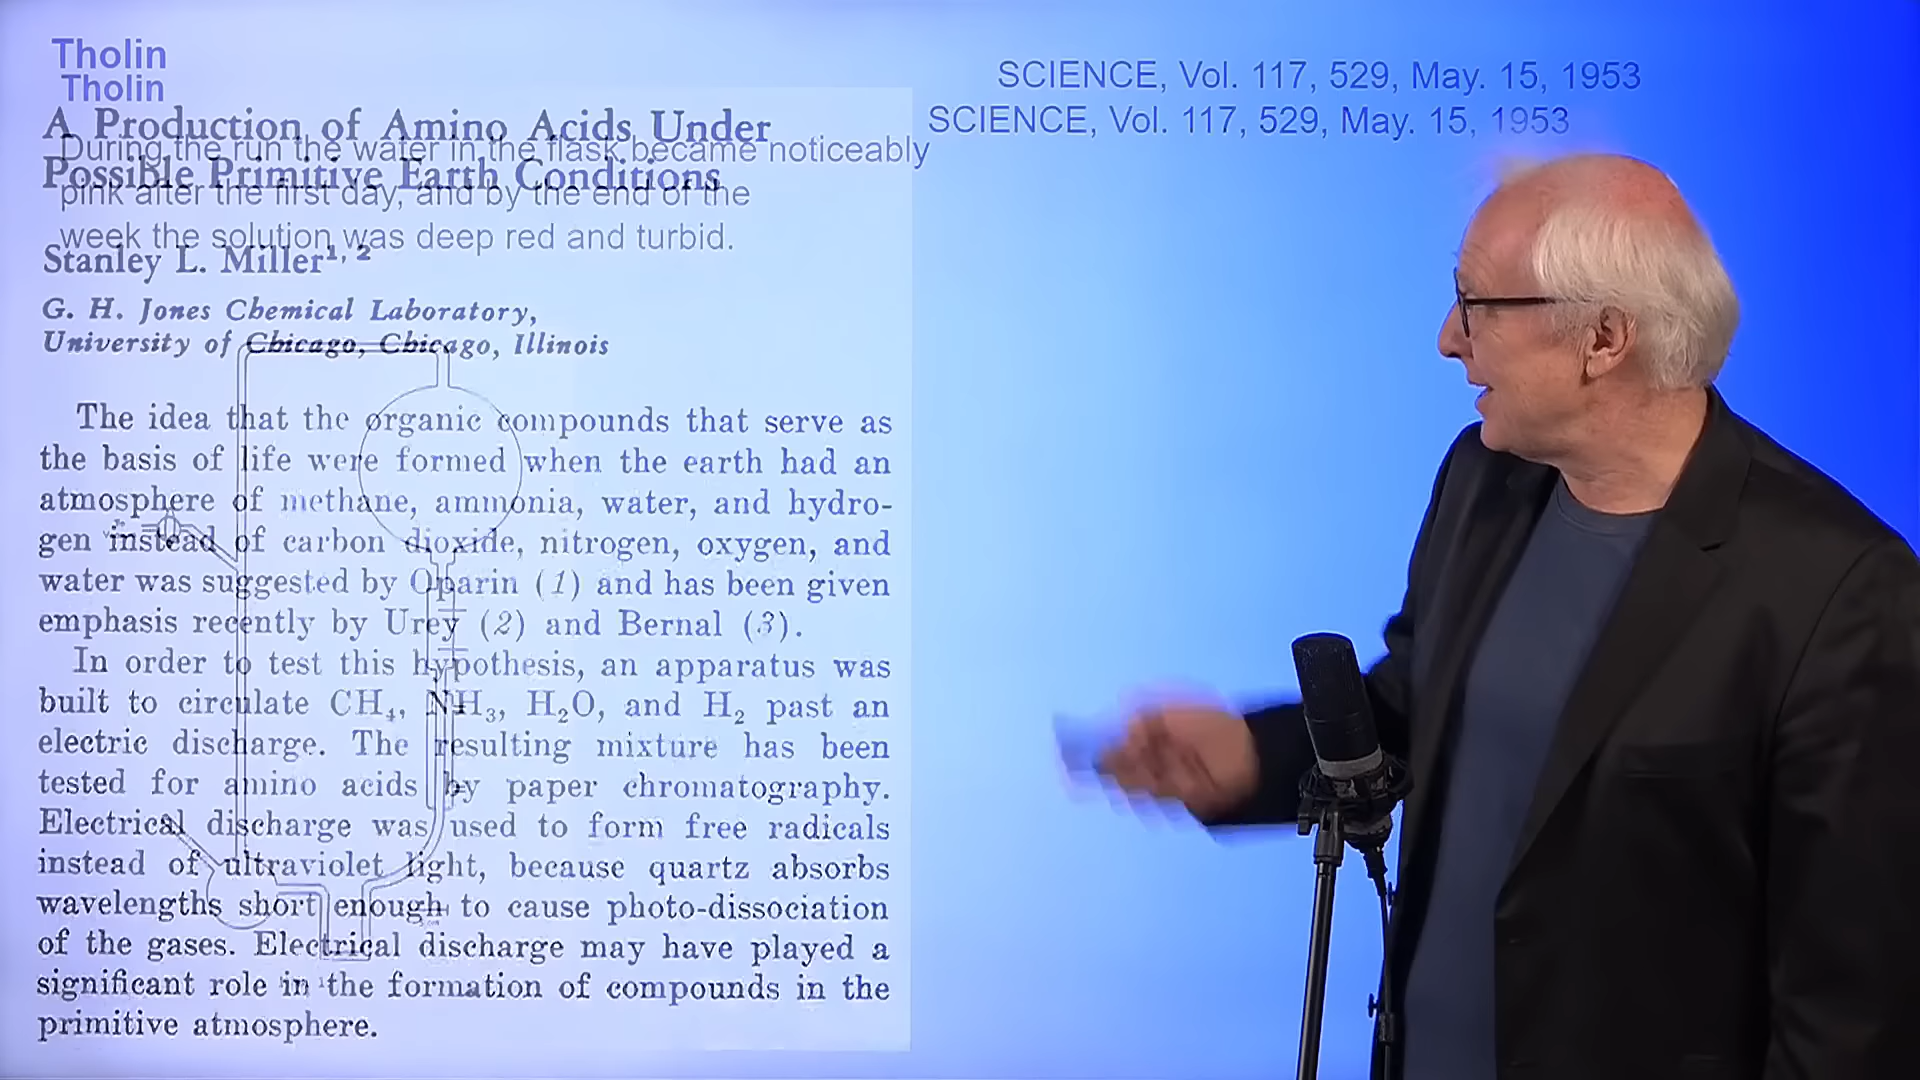 Tholin
Tholin
SCIENCE, Vol. 117, 529, May. 15, 1953
SCIENCE, Vol. 117, 529, May. 15, 1953
A Production of Amino Acids Under
Possible Primitive Earth Conditions
During the run the water in the flask became noticeably
pink after the first day, and by the end of the
week the solution was deep red and turbid.
Stanley L. Miller1, 2
G. H. Jones Chemical Laboratory,
University of Chicago, Chicago, Illinois
The idea that the organic compounds that serve as
the basis of life were formed when the earth had an
atmosphere of methane, ammonia, water, and hydro-
gen instead of carbon dioxide, nitrogen, oxygen, and
water was suggested by Oparin (1) and has been given
emphasis recently by Urey (2) and Bernal (3).
In order to test this hypothesis, an apparatus was
built to circulate CH4, NH3, H2O, and H2 past an
electric discharge. The resulting mixture has been
tested for amino acids by paper chromatography.
Electrical discharge was used to form free radicals
instead of ultraviolet light, because quartz absorbs
wavelengths short enough to cause photo-dissociation
of the gases. Electrical discharge may have played a
significant role in the formation of compounds in the
primitive atmosphere.